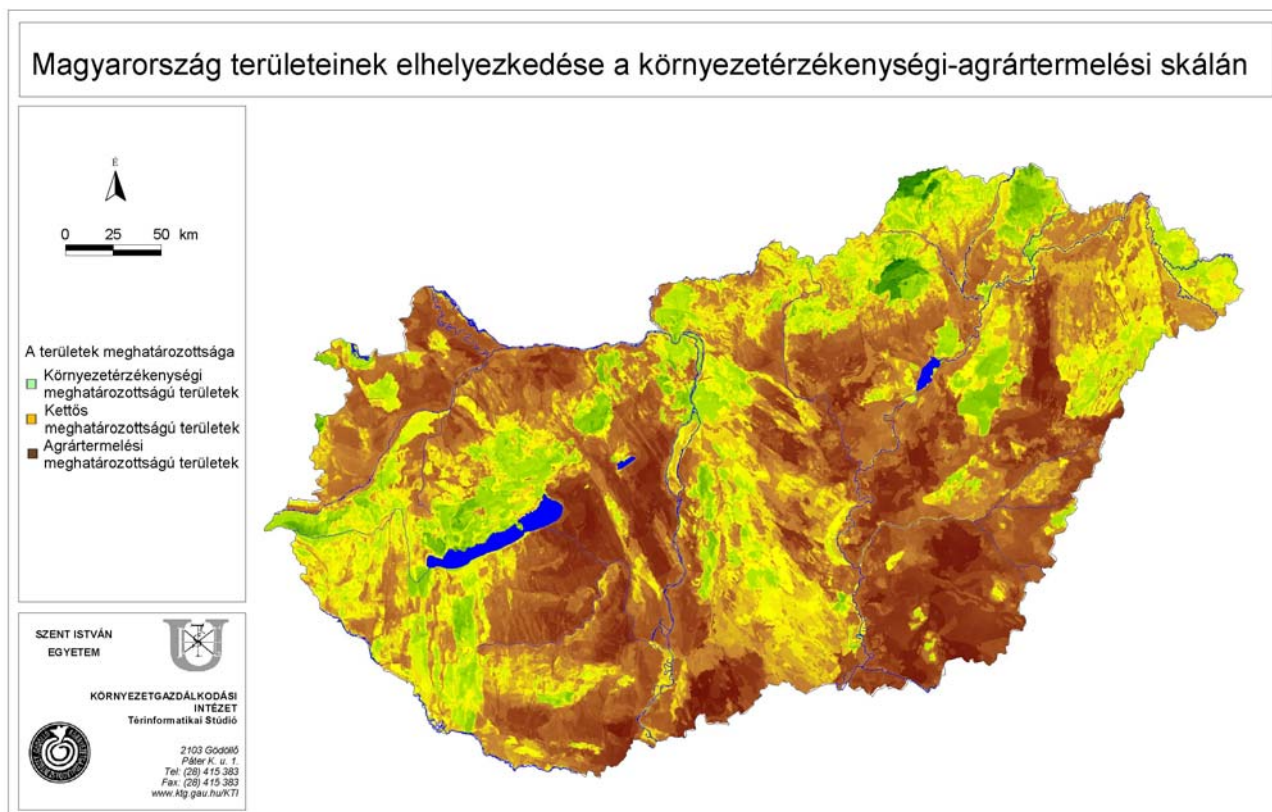 Magyarország területeinek elhelyezkedése a környezetérzékenységi-agrártermelési skálán
É
0 25 50 km
A területek meghatározottsága
Környezetérzékenységi
meghatározottságú területek
Kettős
meghatározottságú területek
Agrártermelési
meghatározottságú területek
SZENT ISTVÁN
EGYETEM
KÖRNYEZETGAZDÁLKODÁSI
INTÉZET
Térinformatikai Stúdió
2103 Gödöllő
Páter K. u. 1.
Tel: (28) 415-383
Fax: (28) 415-383
www.ktg.gau.hu/KTI